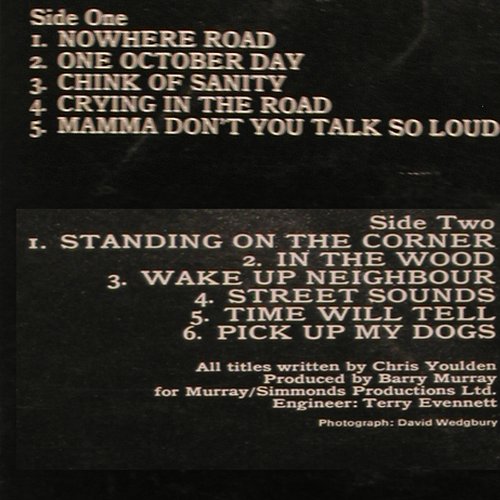 Side One
1. NOWHERE ROAD
2. ONE OCTOBER DAY
3. CHINK OF SANITY
4. CRYING IN THE ROAD
5. MAMMA DON'T YOU TALK SO LOUD
Side Two
1. STANDING ON THE CORNER
2. IN THE WOOD
3. WAKE UP NEIGHBOUR
4. STREET SOUNDS
5. TIME WILL TELL
6. PICK UP MY DOGS
All titles written by Chris Youlden
Produced by Barry Murray
for Murray/Simmonds Productions Ltd.
Engineer: Terry Evennett
Photograph: David Wedgbury